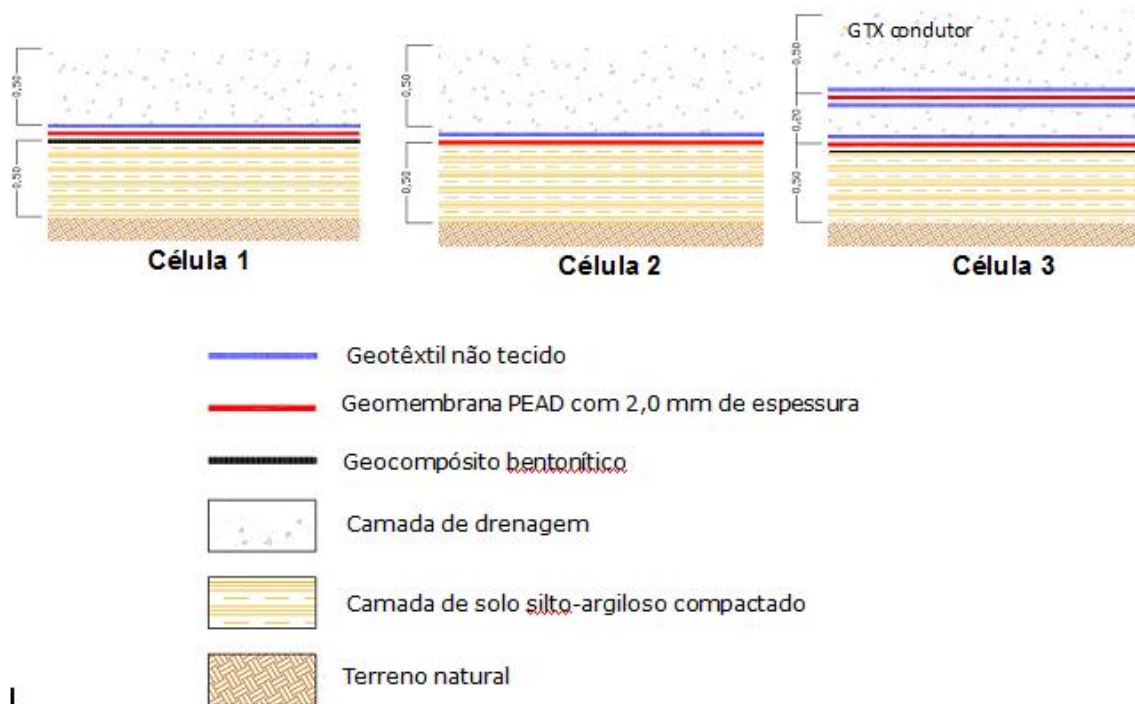 GTX condutor
0,50
0,50
0,50
0,50
0,50
0,20
0,50
Célula 1
Célula 2
Célula 3
Geotêxtil não tecido
Geomembrana PEAD com 2,0 mm de espessura
Geocompósito bentonítico
Camada de drenagem
Camada de solo silto-argiloso compactado
Terreno natural